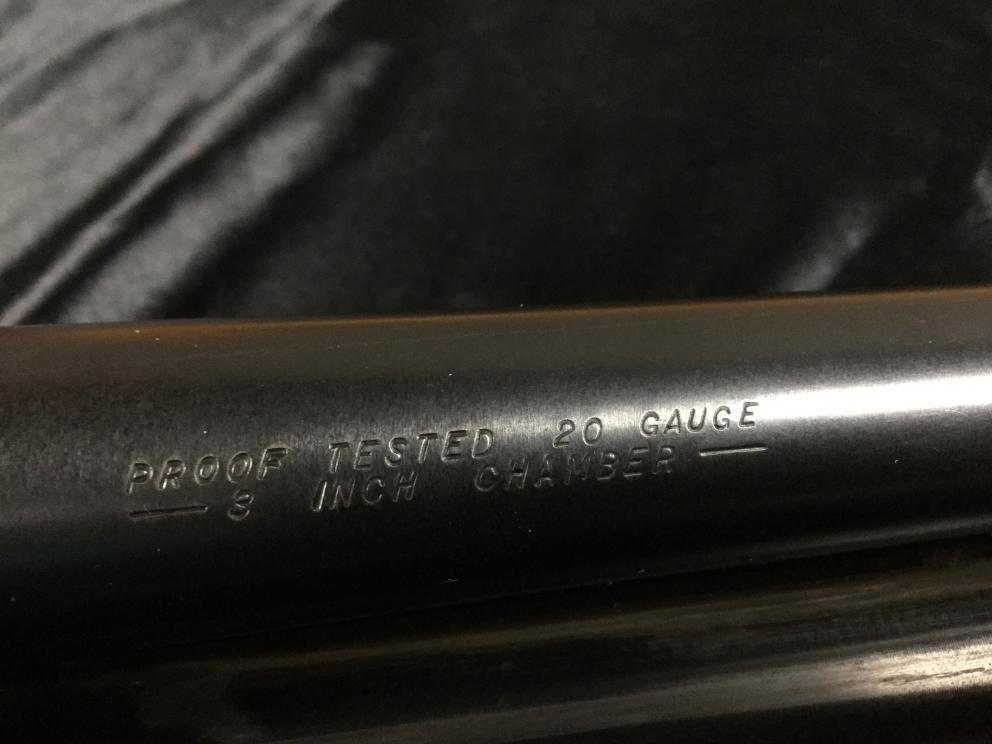 PROOF TESTED 20 GAUGE
— 3 INCH CHAMBER —